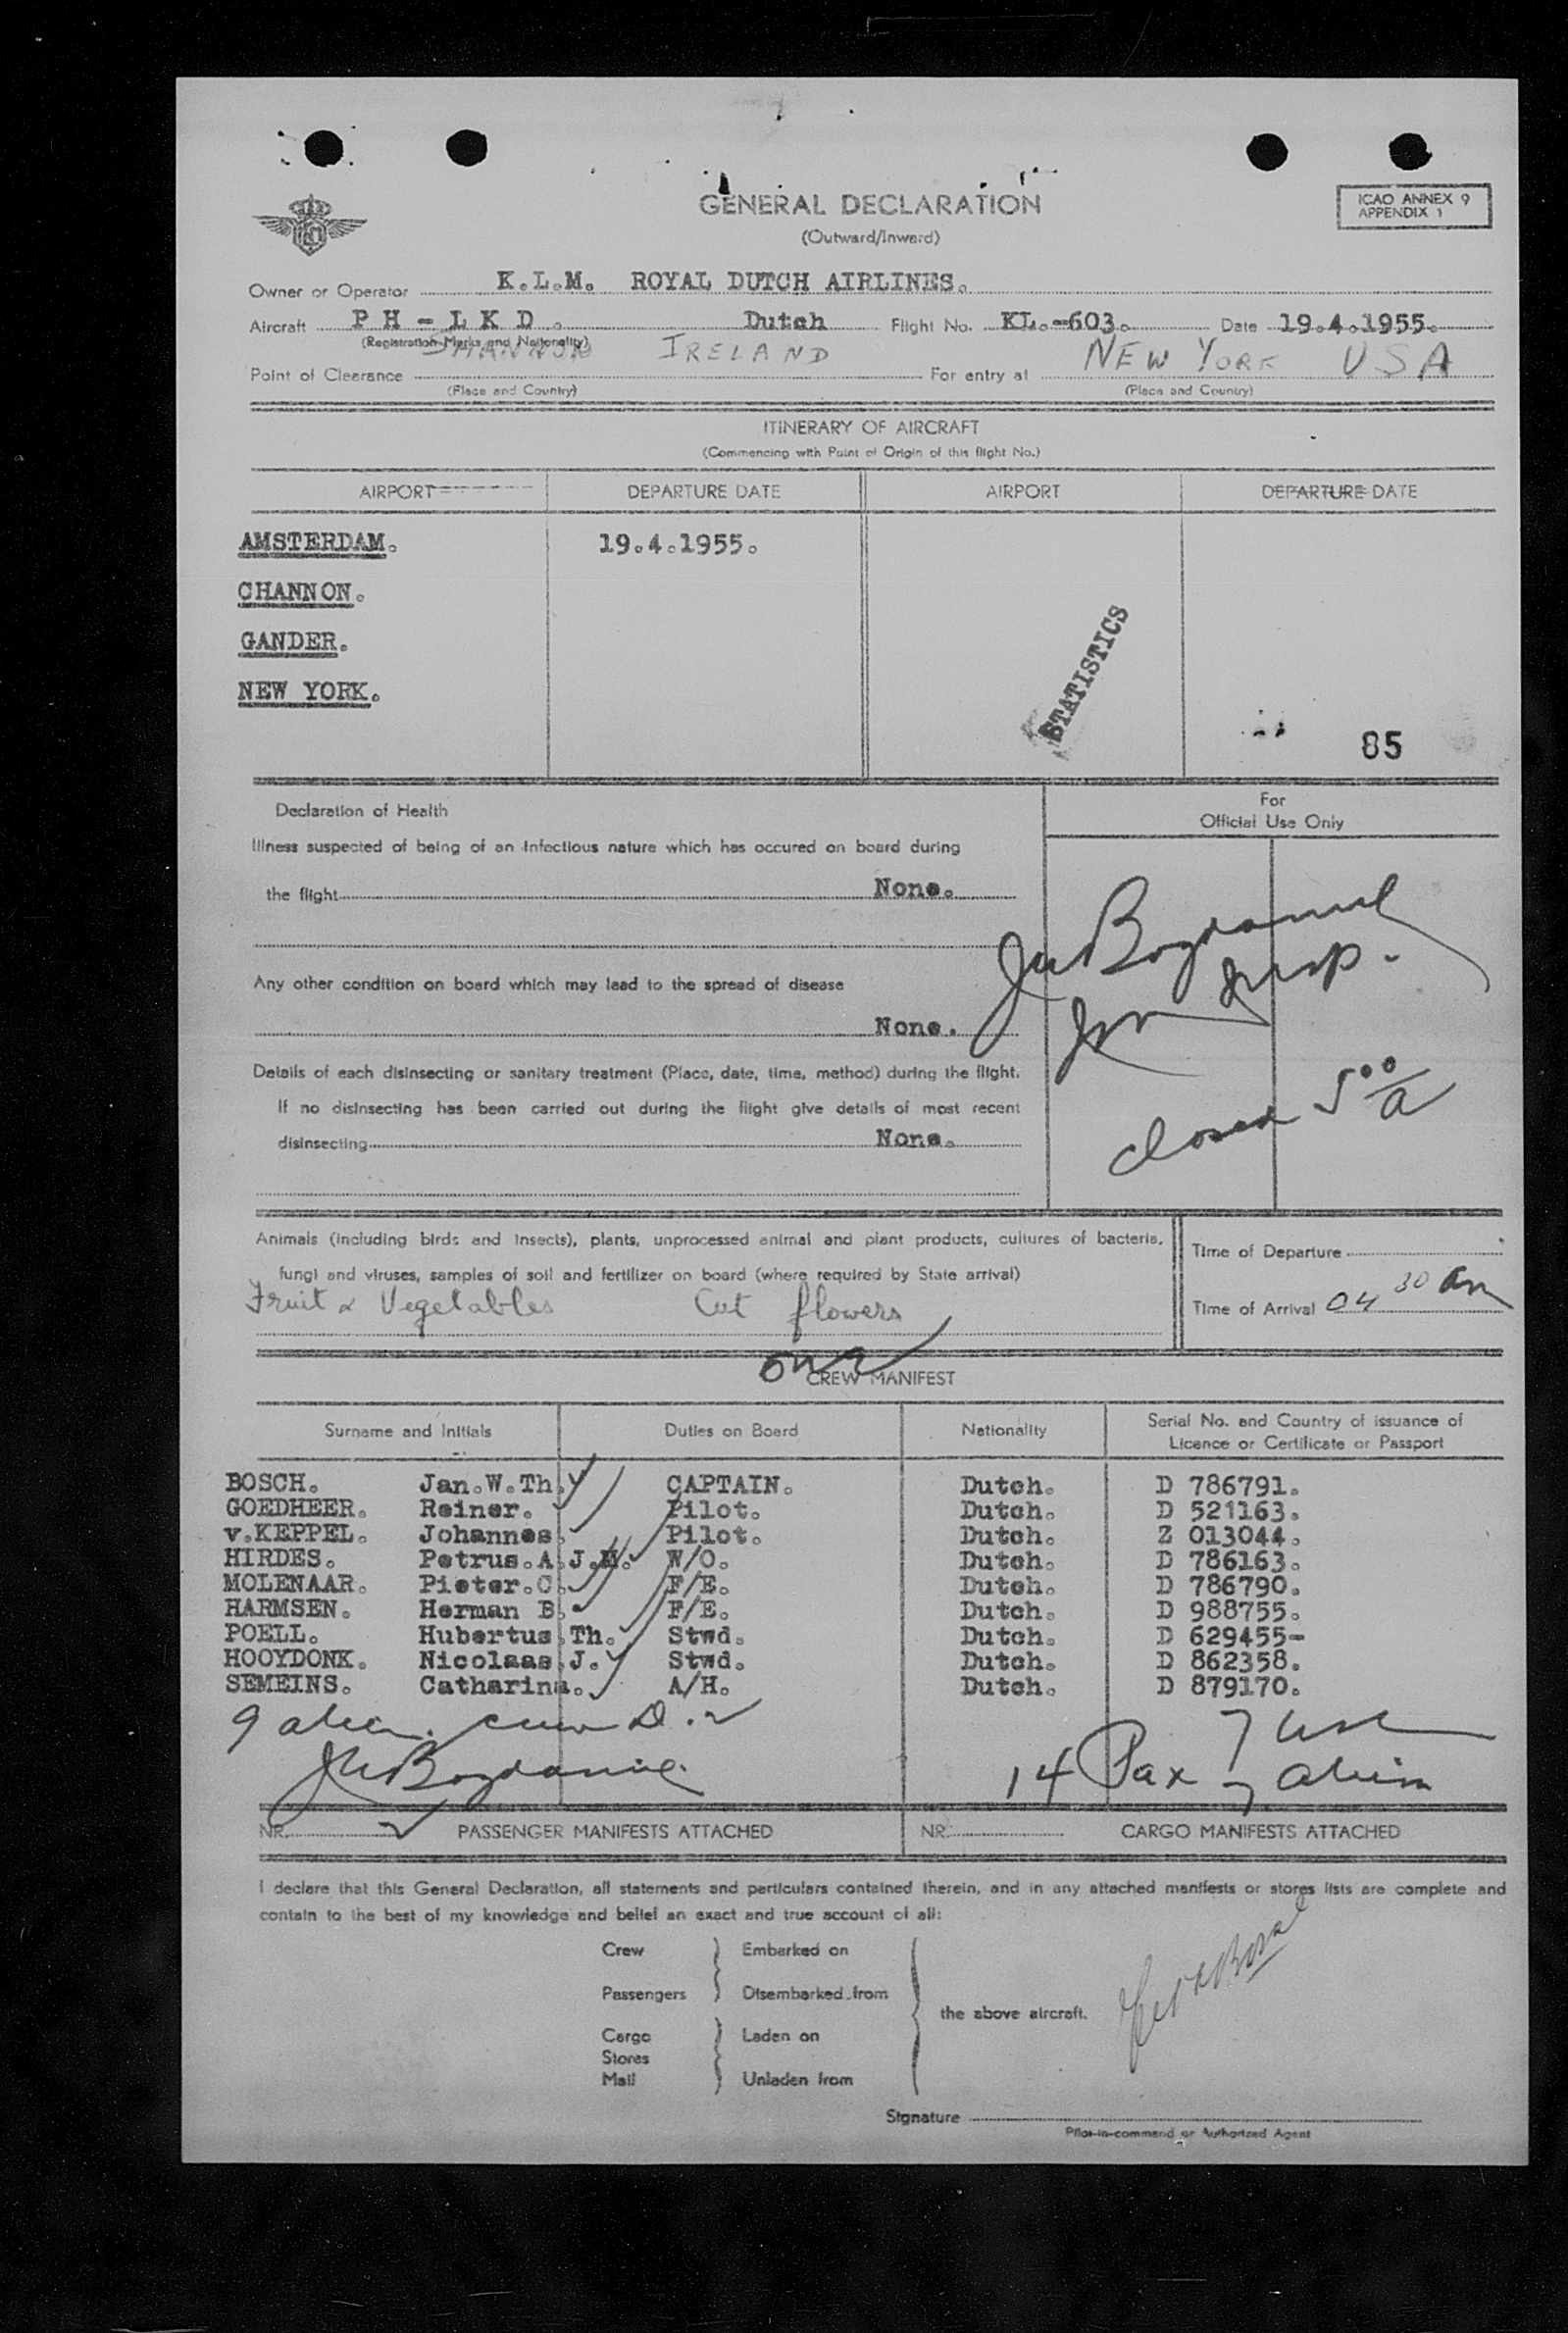 GENERAL DECLARATION
(Outward/Inward)
ICAO ANNEX 9
APPENDIX 1
Owner or Operator K.L.M. ROYAL DUTCH AIRLINES.
Aircraft P H - L K D . Dutch Flight No. KL.-603. Date 19.4.1955.
(Registration Marks and Nationality)
SHANNON IRELAND NEW YORK USA
Point of Clearance For entry at
(Place and Country) (Place and Country)
ITINERARY OF AIRCRAFT
(Commencing with Point of Origin of this flight No.)
AIRPORT DEPARTURE DATE AIRPORT DEPARTURE DATE
AMSTERDAM. 19.4.1955.
CHANNON.
GANDER.
NEW YORK.
STATISTICS
85
Declaration of Health
For
Official Use Only
Illness suspected of being of an infectious nature which has occured on board during
the flight None.
Any other condition on board which may lead to the spread of disease
None.
Details of each disinsecting or sanitary treatment (Place, date, time, method) during the flight.
If no disinsecting has been carried out during the flight give details of most recent
disinsecting None.
closed 5 00 a
Animals (including birds and insects), plants, unprocessed animal and plant products, cultures of bacteria,
fungi and viruses, samples of soil and fertilizer on board (where required by State arrival)
Fruit & Vegetables Cut flowers
Time of Departure
Time of Arrival 04 30 am
CREW MANIFEST
Surname and Initials Duties on Board Nationality Serial No. and Country of issuance of
Licence or Certificate or Passport
BOSCH. Jan.W.Th. CAPTAIN. Dutch. D 786791.
GOEDHEER. Reiner. Pilot. Dutch. D 521163.
v.KEPPEL. Johannes. Pilot. Dutch. Z 013044.
HIRDES. Petrus.A.J.M. W/O. Dutch. D 786163.
MOLENAAR. Pieter.C. F/E. Dutch. D 786790.
HARMSEN. Herman B. F/E. Dutch. D 988755.
POELL. Hubertus.Th. Stwd. Dutch. D 629455-
HOOYDONK. Nicolaas.J. Stwd. Dutch. D 862358.
SEMEINS. Catharina. A/H. Dutch. D 879170.
9 alien crew D.
7 usc
14 Pax 7 alien
NR. PASSENGER MANIFESTS ATTACHED NR. CARGO MANIFESTS ATTACHED
I declare that this General Declaration, all statements and particulars contained therein, and in any attached manifests or stores lists are complete and
contain to the best of my knowledge and belief an exact and true account of all:
Crew Embarked on
Passengers Disembarked from
the above aircraft.
Cargo Laden on
Stores
Mail Unladen from
Signature
Pilot-in-command or Authorized Agent